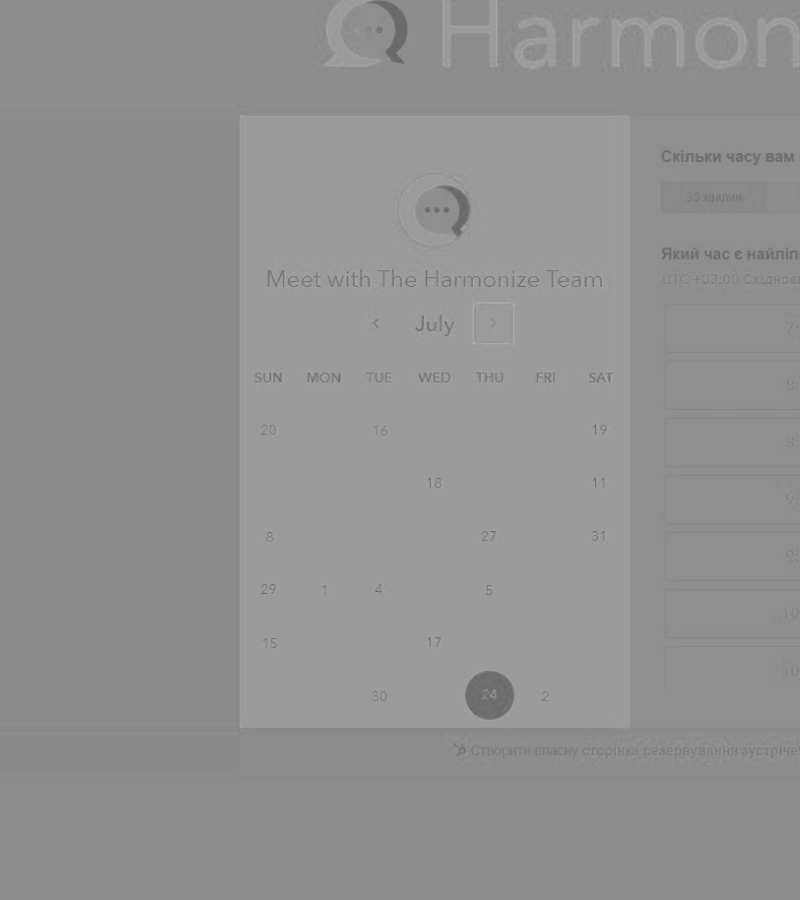 Harmon
Meet with The Harmonize Team
July
SUN MON TUE WED THU FRI SAT
20 16 19
18 11
8 27 31
29 1 4 5
15 17
30 24 2
Створити власну сторінка резервування зустрічей
Скільки часу вам
30 хвилин
Який час є найліп
UTC +03:00 Східноє
7:
8:
8:
9:
9:
10
10